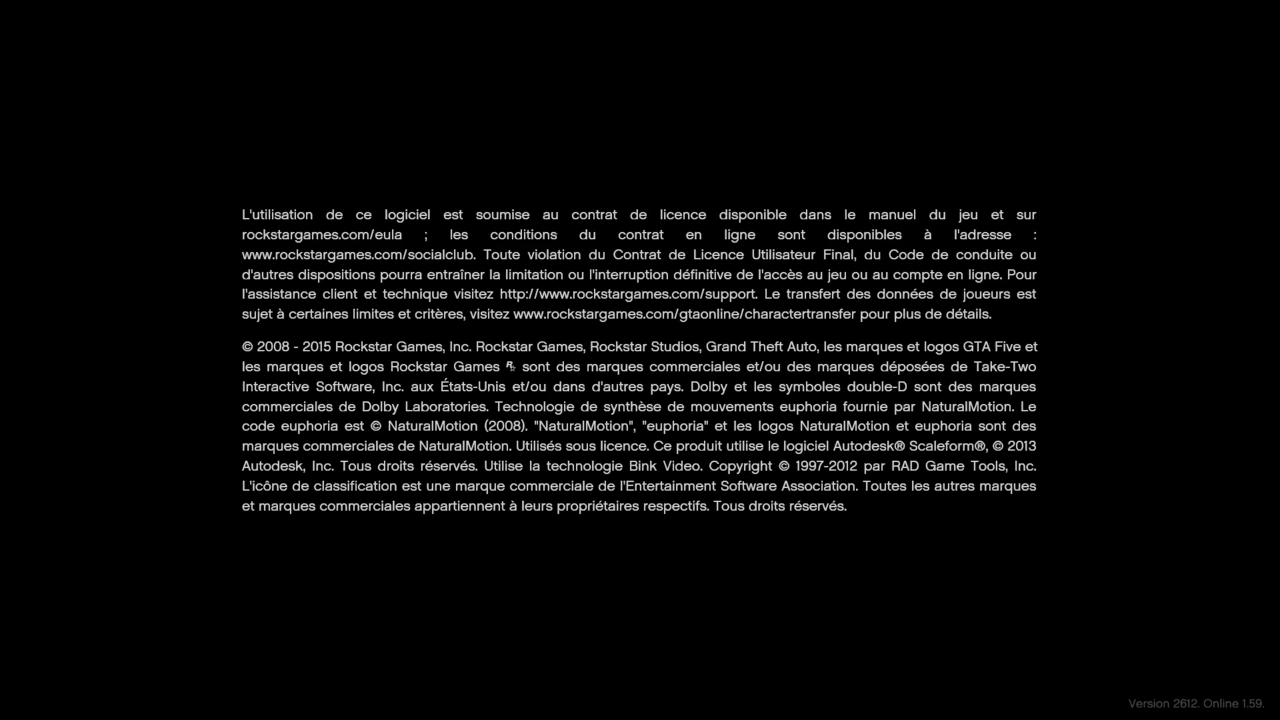 L'utilisation de ce logiciel est soumise au contrat de licence disponible dans le manuel du jeu et sur
rockstargames.com/eula ; les conditions du contrat en ligne sont disponibles à l'adresse :
www.rockstargames.com/socialclub. Toute violation du Contrat de Licence Utilisateur Final, du Code de conduite ou
d'autres dispositions pourra entraîner la limitation ou l'interruption définitive de l'accès au jeu ou au compte en ligne. Pour
l'assistance client et technique visitez http://www.rockstargames.com/support. Le transfert des données de joueurs est
sujet à certaines limites et critères, visitez www.rockstargames.com/gtaonline/charactertransfer pour plus de détails.
© 2008 - 2015 Rockstar Games, Inc. Rockstar Games, Rockstar Studios, Grand Theft Auto, les marques et logos GTA Five et
les marques et logos Rockstar Games R* sont des marques commerciales et/ou des marques déposées de Take-Two
Interactive Software, Inc. aux États-Unis et/ou dans d'autres pays. Dolby et les symboles double-D sont des marques
commerciales de Dolby Laboratories. Technologie de synthèse de mouvements euphoria fournie par NaturalMotion. Le
code euphoria est © NaturalMotion (2008). "NaturalMotion", "euphoria" et les logos NaturalMotion et euphoria sont des
marques commerciales de NaturalMotion. Utilisés sous licence. Ce produit utilise le logiciel Autodesk® Scaleform®, © 2013
Autodesk, Inc. Tous droits réservés. Utilise la technologie Bink Video. Copyright © 1997-2012 par RAD Game Tools, Inc.
L'icône de classification est une marque commerciale de l'Entertainment Software Association. Toutes les autres marques
et marques commerciales appartiennent à leurs propriétaires respectifs. Tous droits réservés.
Version 2612. Online 1.59.